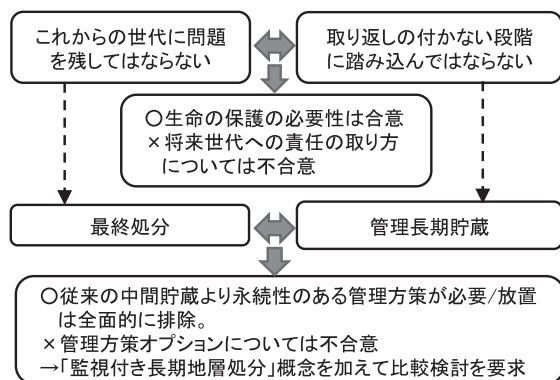 これからの世代に問題
を残してはならない
取り返しの付かない段階
に踏み込んではならない
〇生命の保護の必要性は合意
×将来世代への責任の取り方
については不合意
最終処分
管理長期貯蔵
〇従来の中間貯蔵より永続性のある管理方策が必要/放置
は全面的に排除。
×管理方策オプションについては不合意
→「監視付き長期地層処分」概念を加えて比較検討を要求